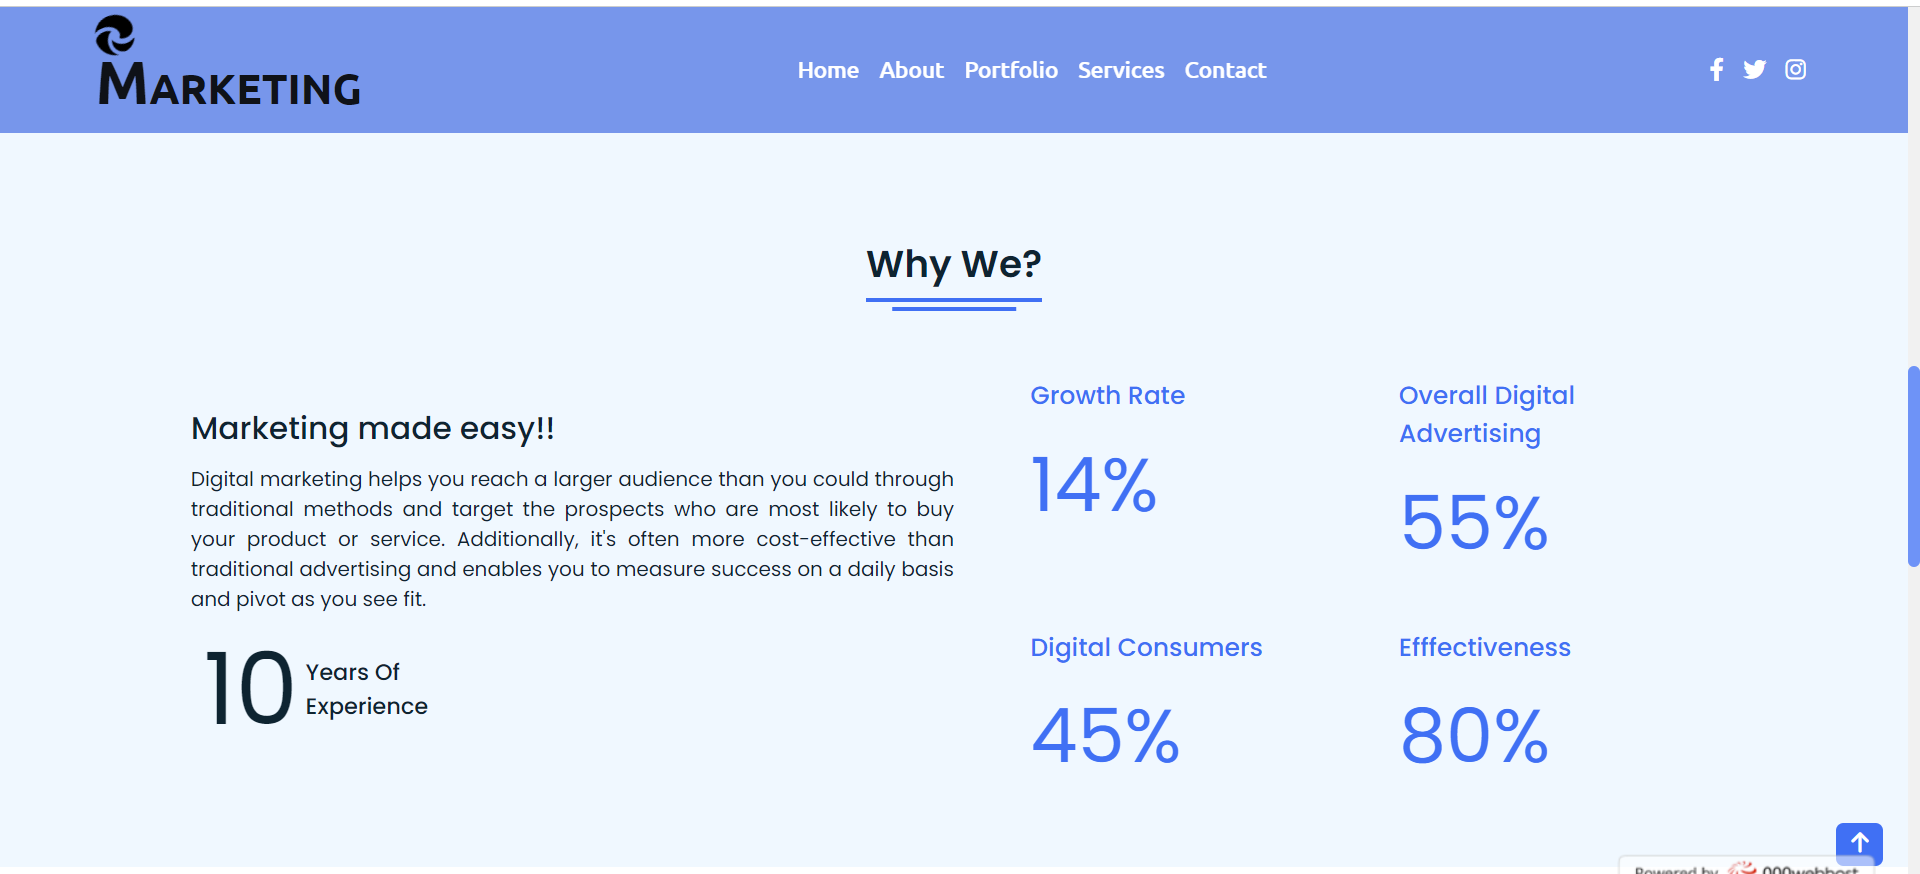 MARKETING
Home About Portfolio Services Contact
Why We?
Marketing made easy!!
Digital marketing helps you reach a larger audience than you could through
traditional methods and target the prospects who are most likely to buy
your product or service. Additionally, it's often more cost-effective than
traditional advertising and enables you to measure success on a daily basis
and pivot as you see fit.
10
Years Of
Experience
Growth Rate
14%
Overall Digital
Advertising
55%
Digital Consumers
45%
Efffectiveness
80%
Powered by 000webhost